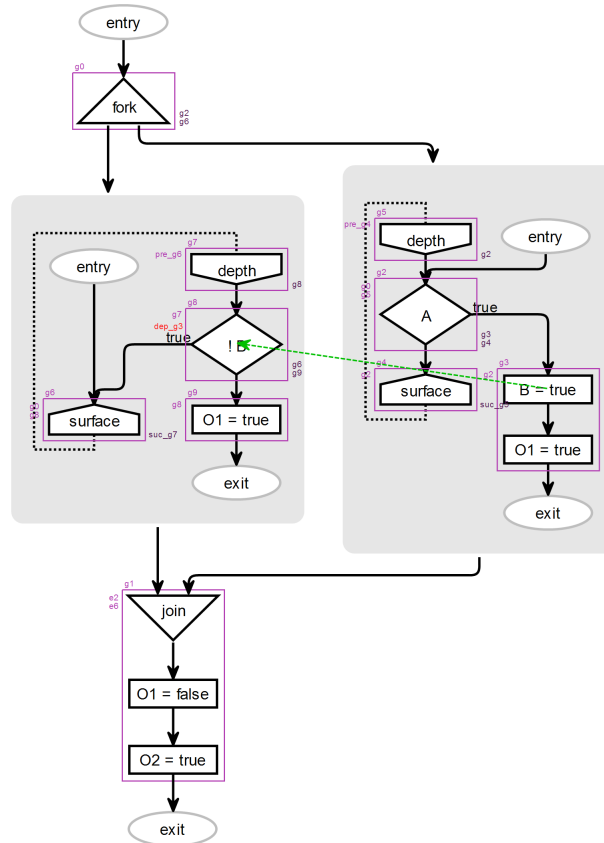 entry
g0
fork
g2
g6
g7
pre_g6
depth
g8
entry
g8
g7
dep_g3
true
! B
g6
g9
g6
surface
suc_g7
g9
g8
O1 = true
exit
g5
pre_g4
depth
g2
entry
g2
A
true
g3
g4
g4
surface
g3
g2
B = true
O1 = true
exit
g1
e2
e6
join
O1 = false
O2 = true
exit